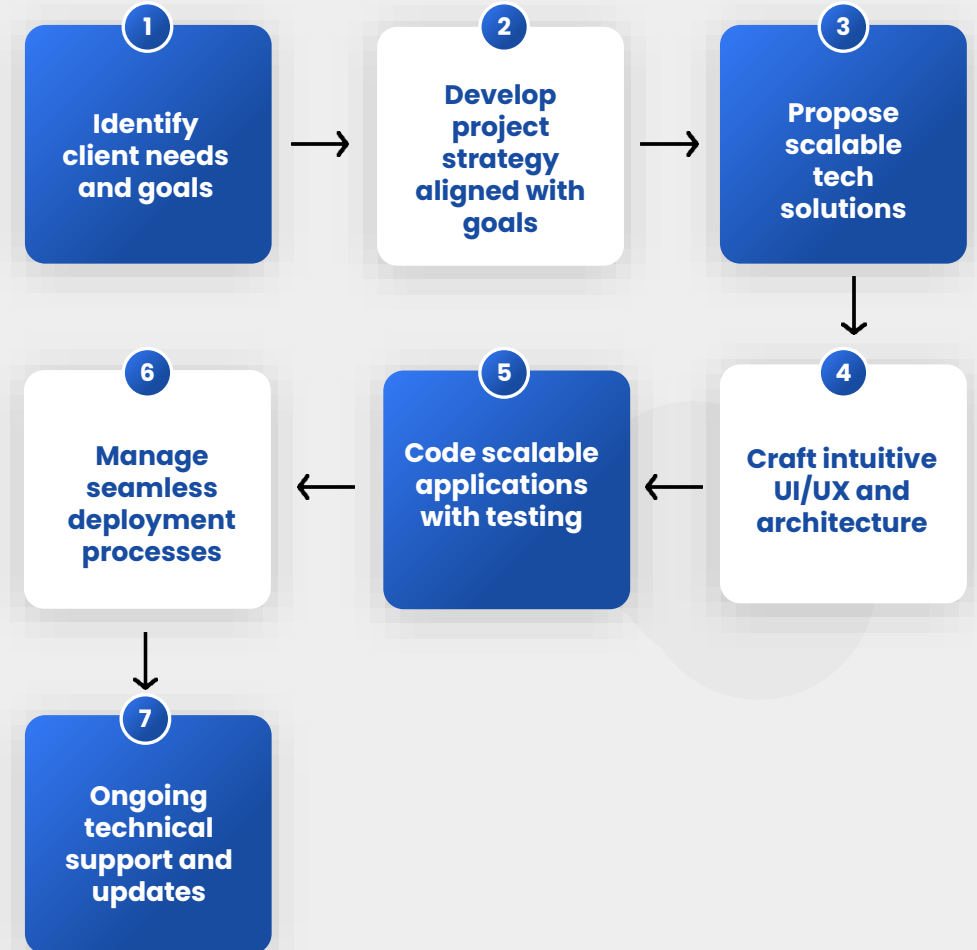 1
Identify
client needs
and goals
2
Develop
project
strategy
aligned with
goals
3
Propose
scalable
tech
solutions
4
Craft intuitive
UI/UX and
architecture
5
Code scalable
applications
with testing
6
Manage
seamless
deployment
processes
7
Ongoing
technical
support and
updates